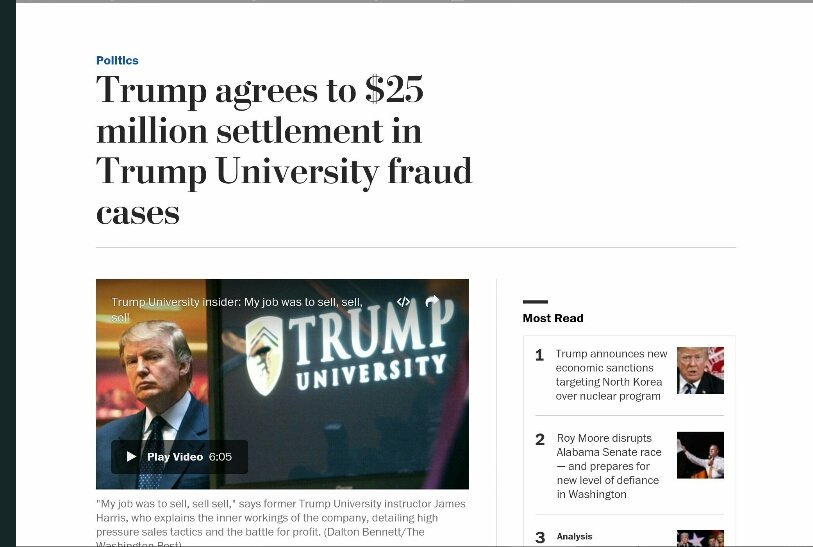 Politics
Trump agrees to $25
million settlement in
Trump University fraud
cases
Trump University insider: My job was to sell, sell,
sell
TRUMP
UNIVERSITY
Play Video 6:05
"My job was to sell, sell sell," says former Trump University instructor James
Harris, who explains the inner workings of the company, detailing high
pressure sales tactics and the battle for profit. (Dalton Bennett/The
Washington Post)
Most Read
1 Trump announces new
economic sanctions
targeting North Korea
over nuclear program
2 Roy Moore disrupts
Alabama Senate race
— and prepares for
new level of defiance
in Washington
3 Analysis